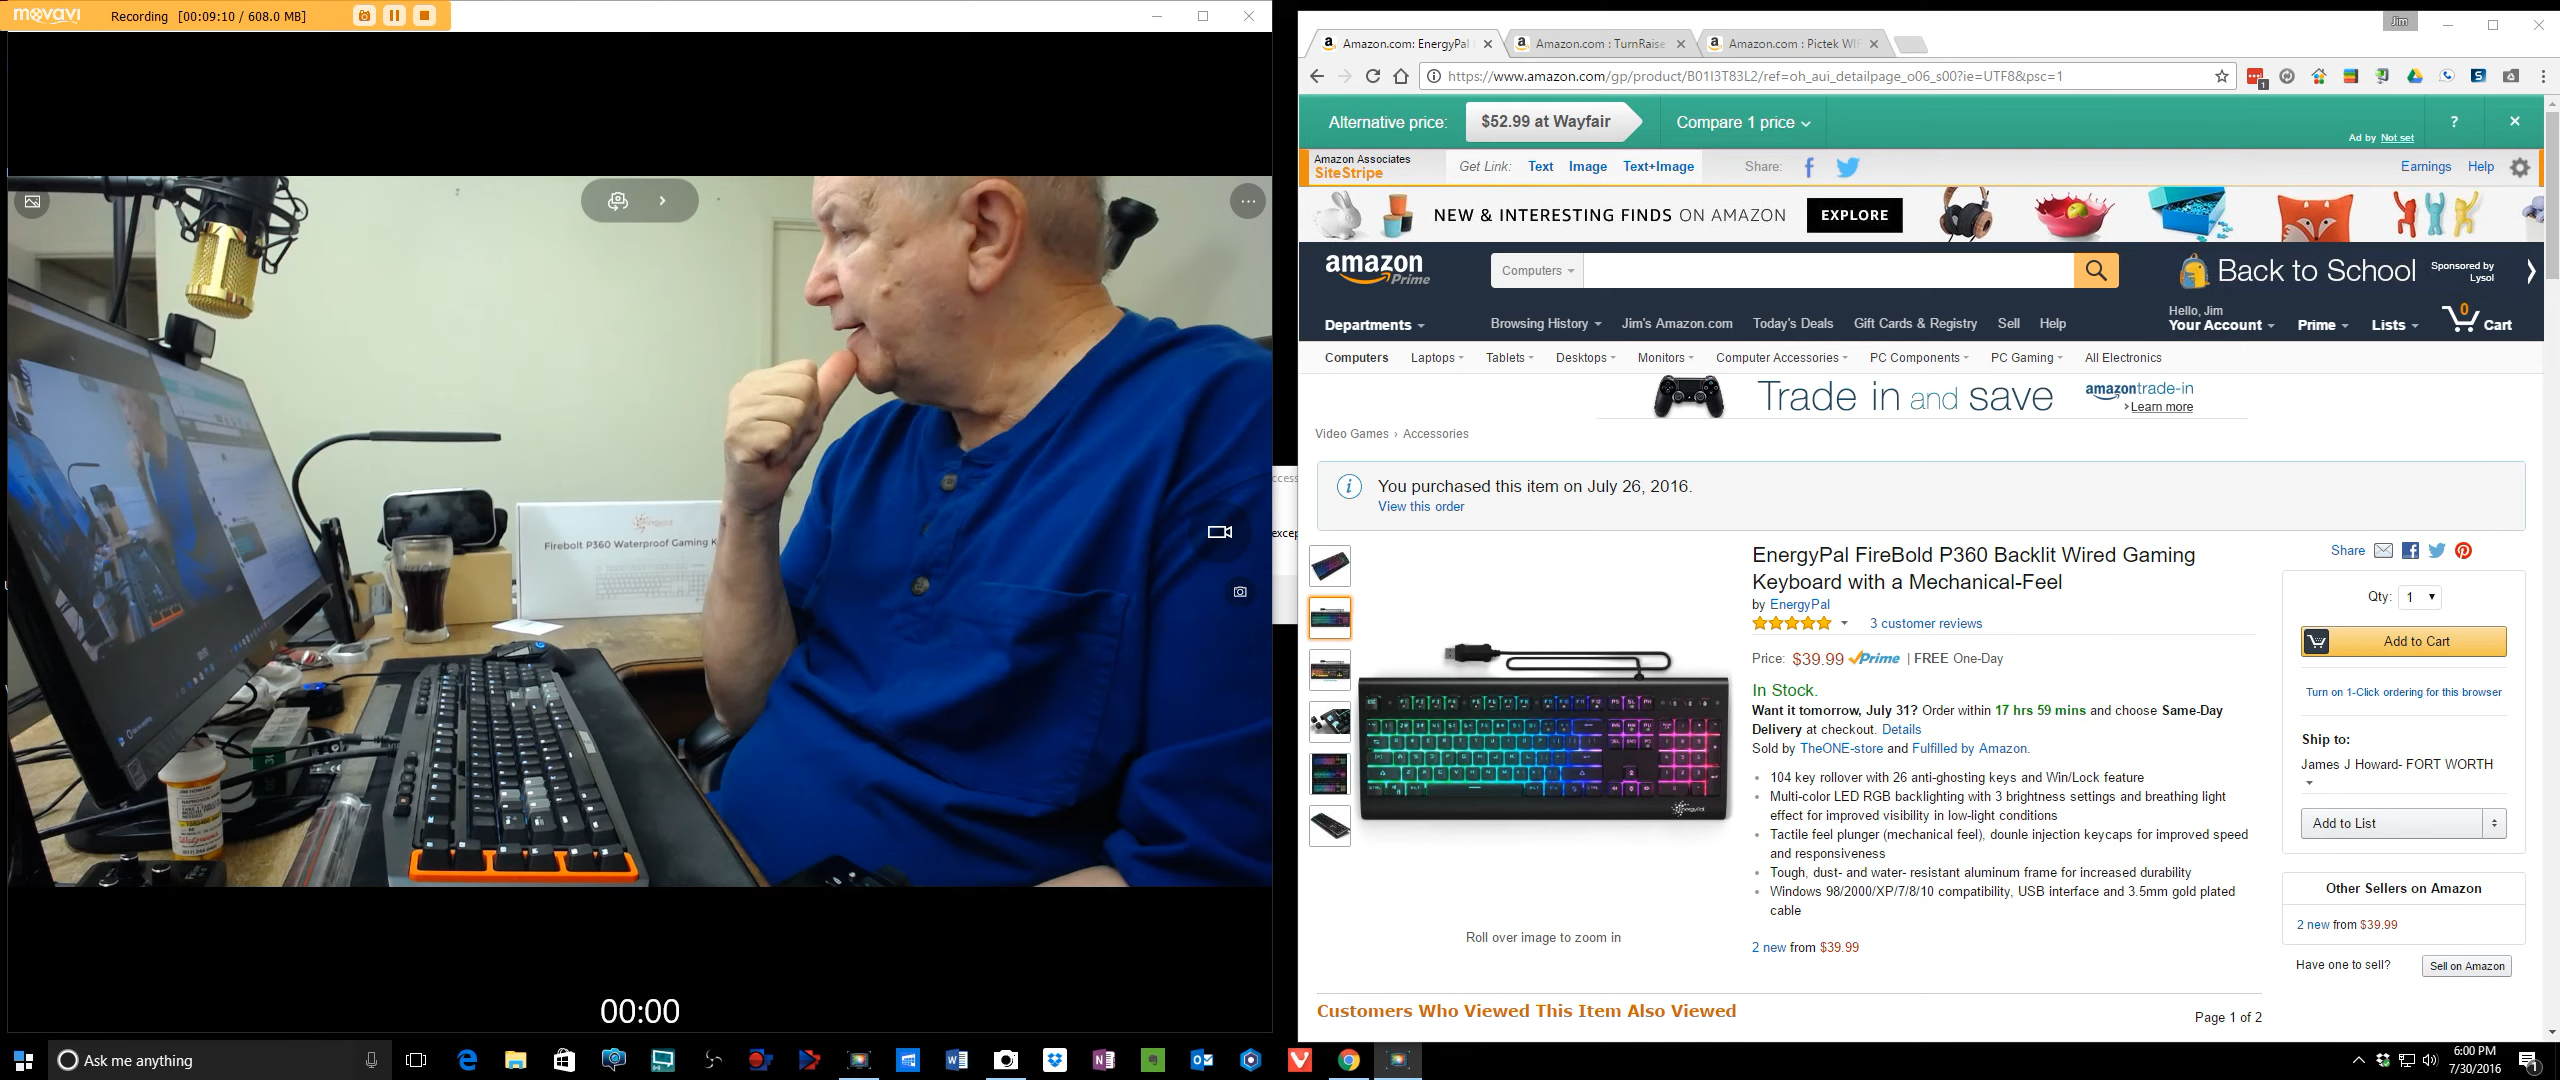 movavi
Recording [00:09:10 / 608.0 MB]
Firebolt P360 Waterproof Gaming K
00:00
Jim
Amazon.com: EnergyPal
Amazon.com : TurnRaise
Amazon.com : Pictek WIF
https://www.amazon.com/gp/product/B01I3T83L2/ref=oh_aui_detailpage_o06_s00?ie=UTF8&psc=1
Alternative price: $52.99 at Wayfair Compare 1 price ? ×
Ad by Not set
Amazon Associates
SiteStripe
Get Link: Text Image Text+Image Share: Earnings Help
NEW & INTERESTING FINDS ON AMAZON EXPLORE
amazon Prime
Computers
Back to School
Sponsored by
Lysol
Departments
Browsing History Jim's Amazon.com Today's Deals Gift Cards & Registry Sell Help
Hello, Jim
Your Account Prime Lists 0 Cart
Computers Laptops Tablets Desktops Monitors Computer Accessories PC Components PC Gaming All Electronics
Trade in and save
amazontrade-in
›Learn more
Video Games › Accessories
You purchased this item on July 26, 2016.
View this order
EnergyPal FireBold P360 Backlit Wired Gaming
Keyboard with a Mechanical-Feel
by EnergyPal
3 customer reviews
Price: $39.99 Prime | FREE One-Day
In Stock.
Want it tomorrow, July 31? Order within 17 hrs 59 mins and choose Same-Day
Delivery at checkout. Details
Sold by TheONE-store and Fulfilled by Amazon.
• 104 key rollover with 26 anti-ghosting keys and Win/Lock feature
• Multi-color LED RGB backlighting with 3 brightness settings and breathing light
effect for improved visibility in low-light conditions
• Tactile feel plunger (mechanical feel), dounle injection keycaps for improved speed
and responsiveness
• Tough, dust- and water- resistant aluminum frame for increased durability
• Windows 98/2000/XP/7/8/10 compatibility, USB interface and 3.5mm gold plated
cable
2 new from $39.99
Roll over image to zoom in
Share
Qty: 1
Add to Cart
Turn on 1-Click ordering for this browser
Ship to:
James J Howard- FORT WORTH
Add to List
Other Sellers on Amazon
2 new from $39.99
Have one to sell? Sell on Amazon
Customers Who Viewed This Item Also Viewed
Page 1 of 2
Ask me anything
6:00 PM
7/30/2016